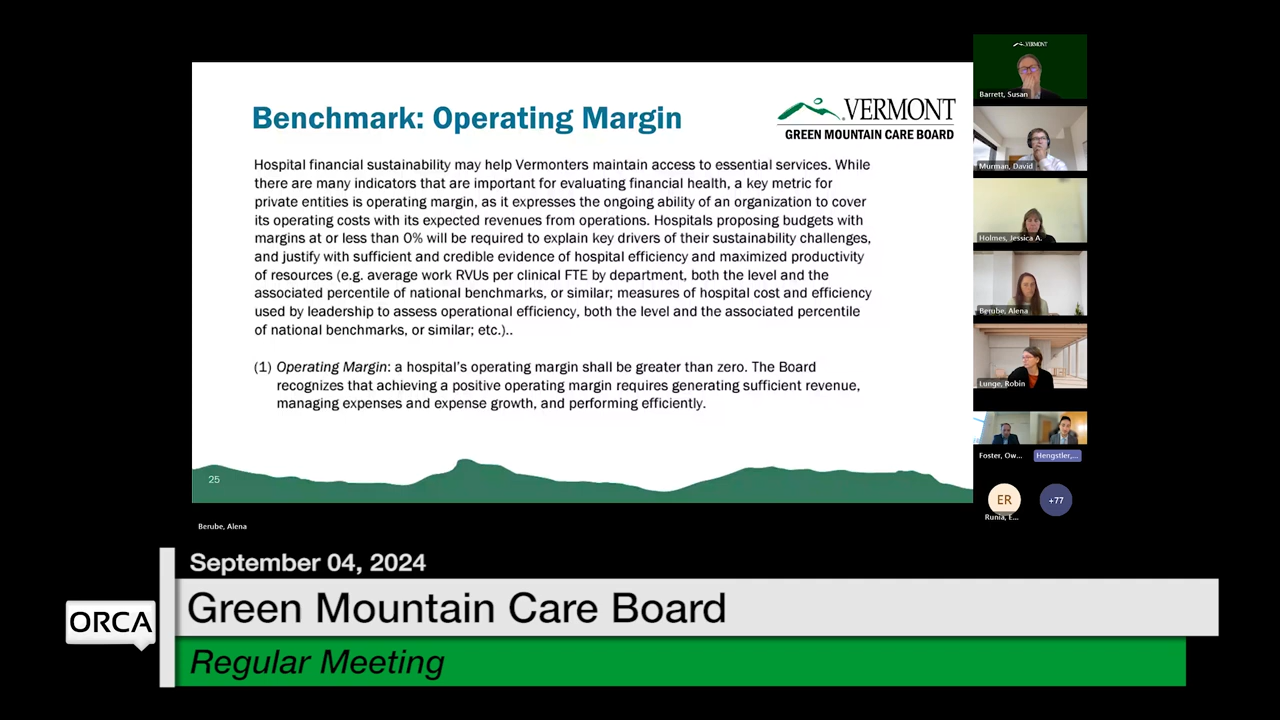 Benchmark: Operating Margin
VERMONT
GREEN MOUNTAIN CARE BOARD
Hospital financial sustainability may help Vermonters maintain access to essential services. While
there are many indicators that are important for evaluating financial health, a key metric for
private entities is operating margin, as it expresses the ongoing ability of an organization to cover
its operating costs with its expected revenues from operations. Hospitals proposing budgets with
margins at or less than 0% will be required to explain key drivers of their sustainability challenges,
and justify with sufficient and credible evidence of hospital efficiency and maximized productivity
of resources (e.g. average work RVUs per clinical FTE by department, both the level and the
associated percentile of national benchmarks, or similar; measures of hospital cost and efficiency
used by leadership to assess operational efficiency, both the level and the associated percentile
of national benchmarks, or similar; etc.)..
(1) Operating Margin: a hospital's operating margin shall be greater than zero. The Board
recognizes that achieving a positive operating margin requires generating sufficient revenue,
managing expenses and expense growth, and performing efficiently.
25
Berube, Alena
VERMONT
Barrett, Susan
Murman, David
Holmes, Jessica A.
Berube, Alena
Lunge, Robin
Foster, Ow...
Hengstler,...
ER
+77
Runia, E...
September 04, 2024
Green Mountain Care Board
ORCA
Regular Meeting